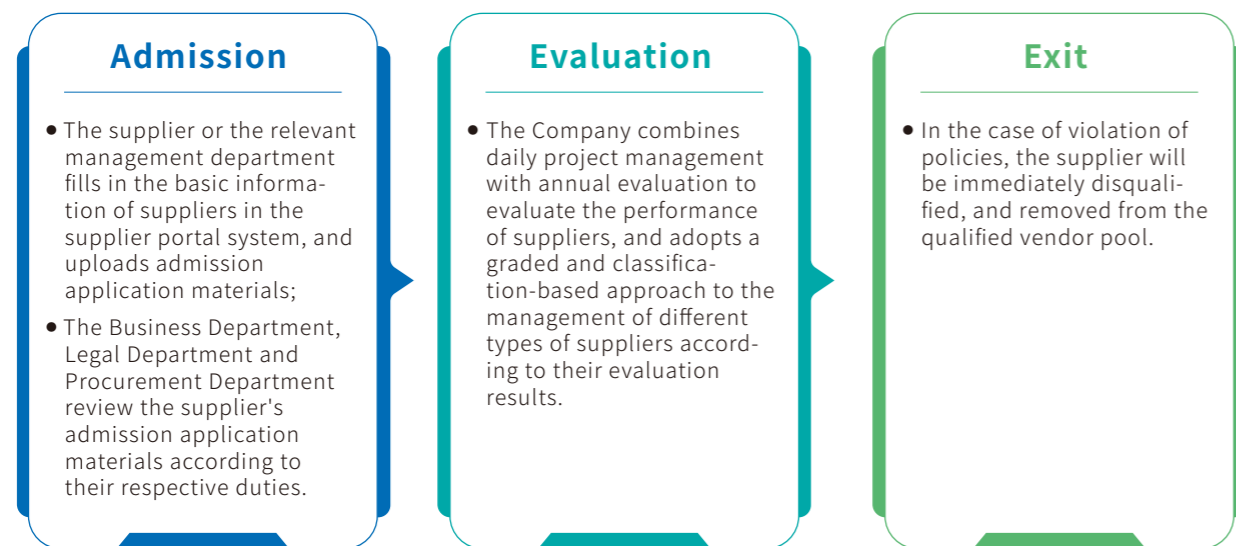 Admission
● The supplier or the relevant
management department
fills in the basic informa-
tion of suppliers in the
supplier portal system, and
uploads admission
application materials;
● The Business Department,
Legal Department and
Procurement Department
review the supplier's
admission application
materials according to
their respective duties.
Evaluation
● The Company combines
daily project management
with annual evaluation to
evaluate the performance
of suppliers, and adopts a
graded and classifica-
tion-based approach to the
management of different
types of suppliers accord-
ing to their evaluation
results.
Exit
● In the case of violation of
policies, the supplier will
be immediately disquali-
fied, and removed from the
qualified vendor pool.